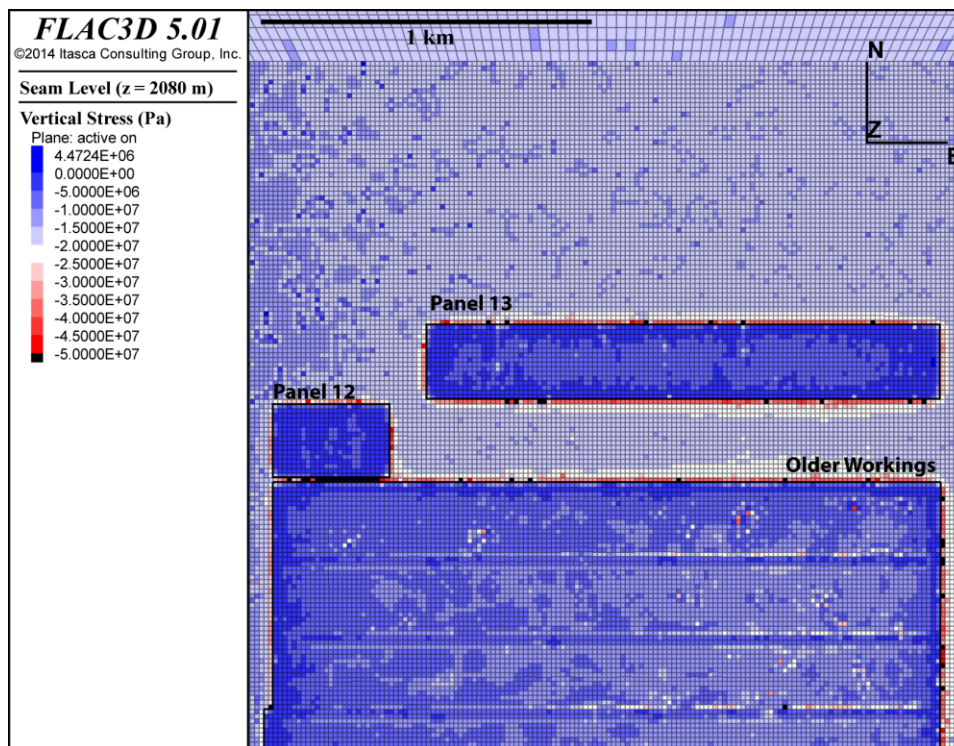 FLAC3D 5.01
©2014 Itasca Consulting Group, Inc.
Seam Level (z = 2080 m)
Vertical Stress (Pa)
Plane: active on
4.4724E+06
0.0000E+00
-5.0000E+06
-1.0000E+07
-1.5000E+07
-2.0000E+07
-2.5000E+07
-3.0000E+07
-3.5000E+07
-4.0000E+07
-4.5000E+07
-5.0000E+07
1 km
N
Z
E
Panel 13
Panel 12
Older Workings